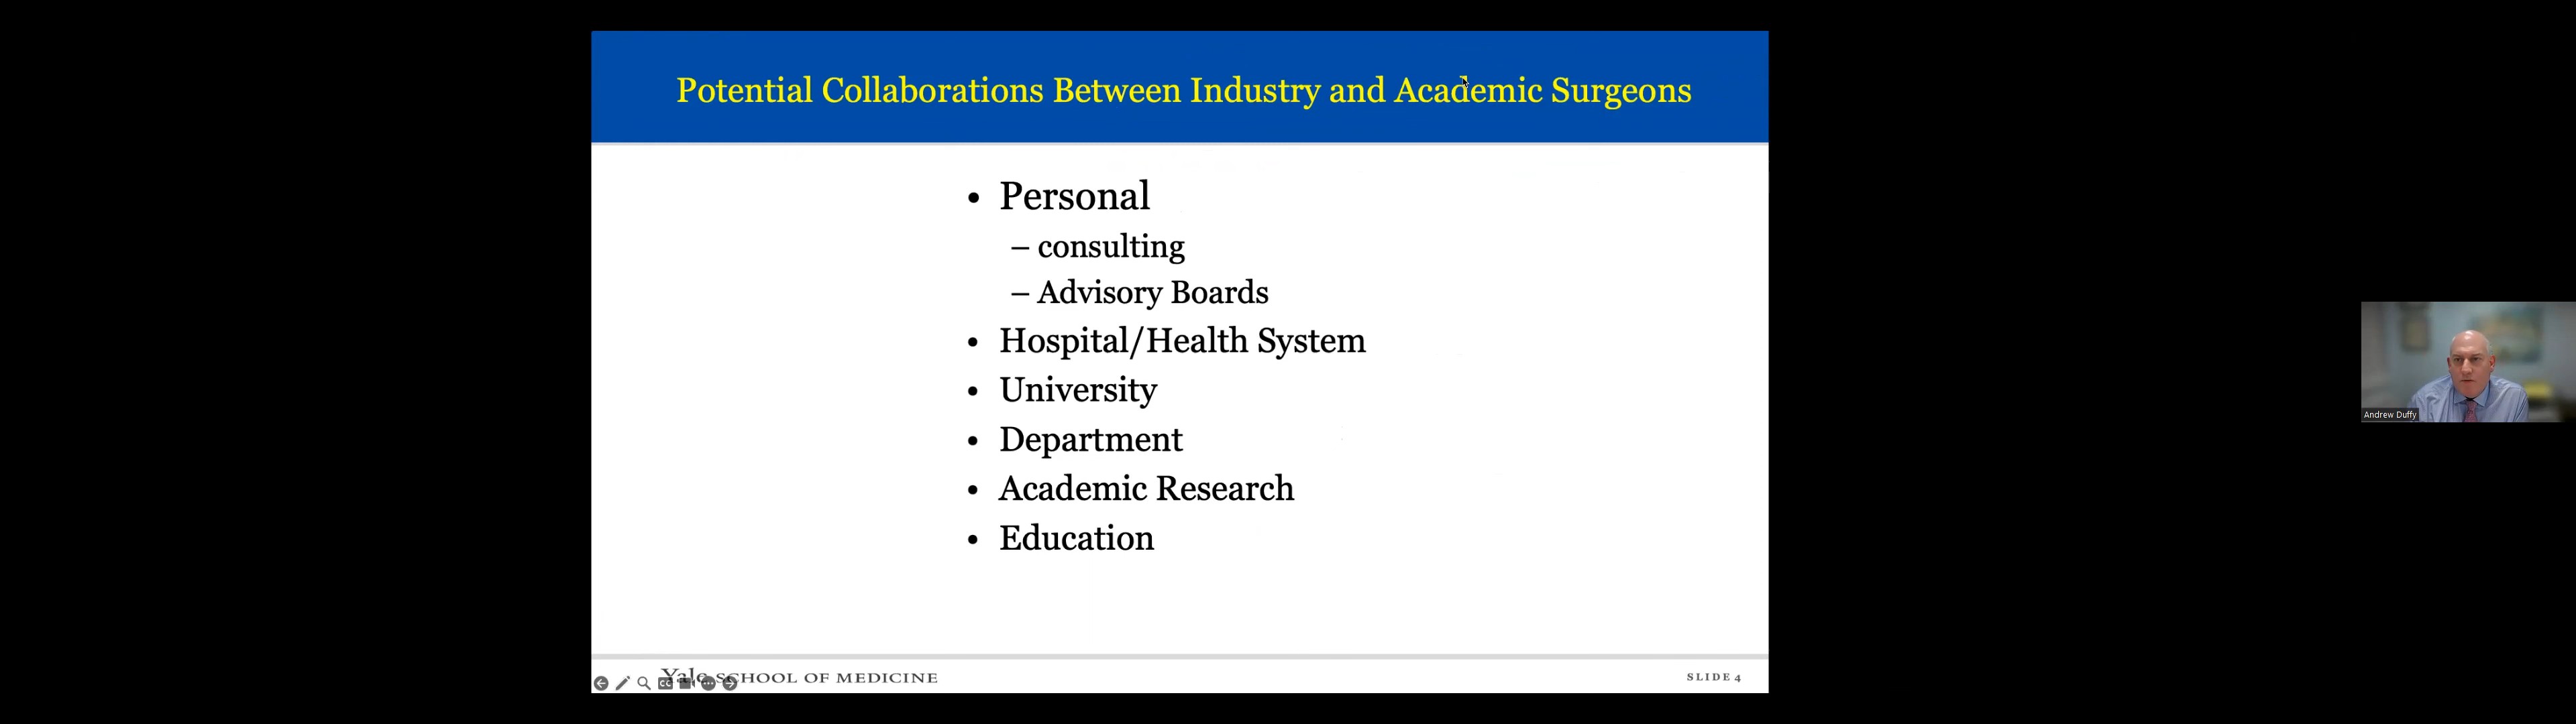 Potential Collaborations Between Industry and Academic Surgeons
• Personal
– consulting
– Advisory Boards
• Hospital/Health System
• University
• Department
• Academic Research
• Education
Yale SCHOOL OF MEDICINE
SLIDE 4
Andrew Duffy